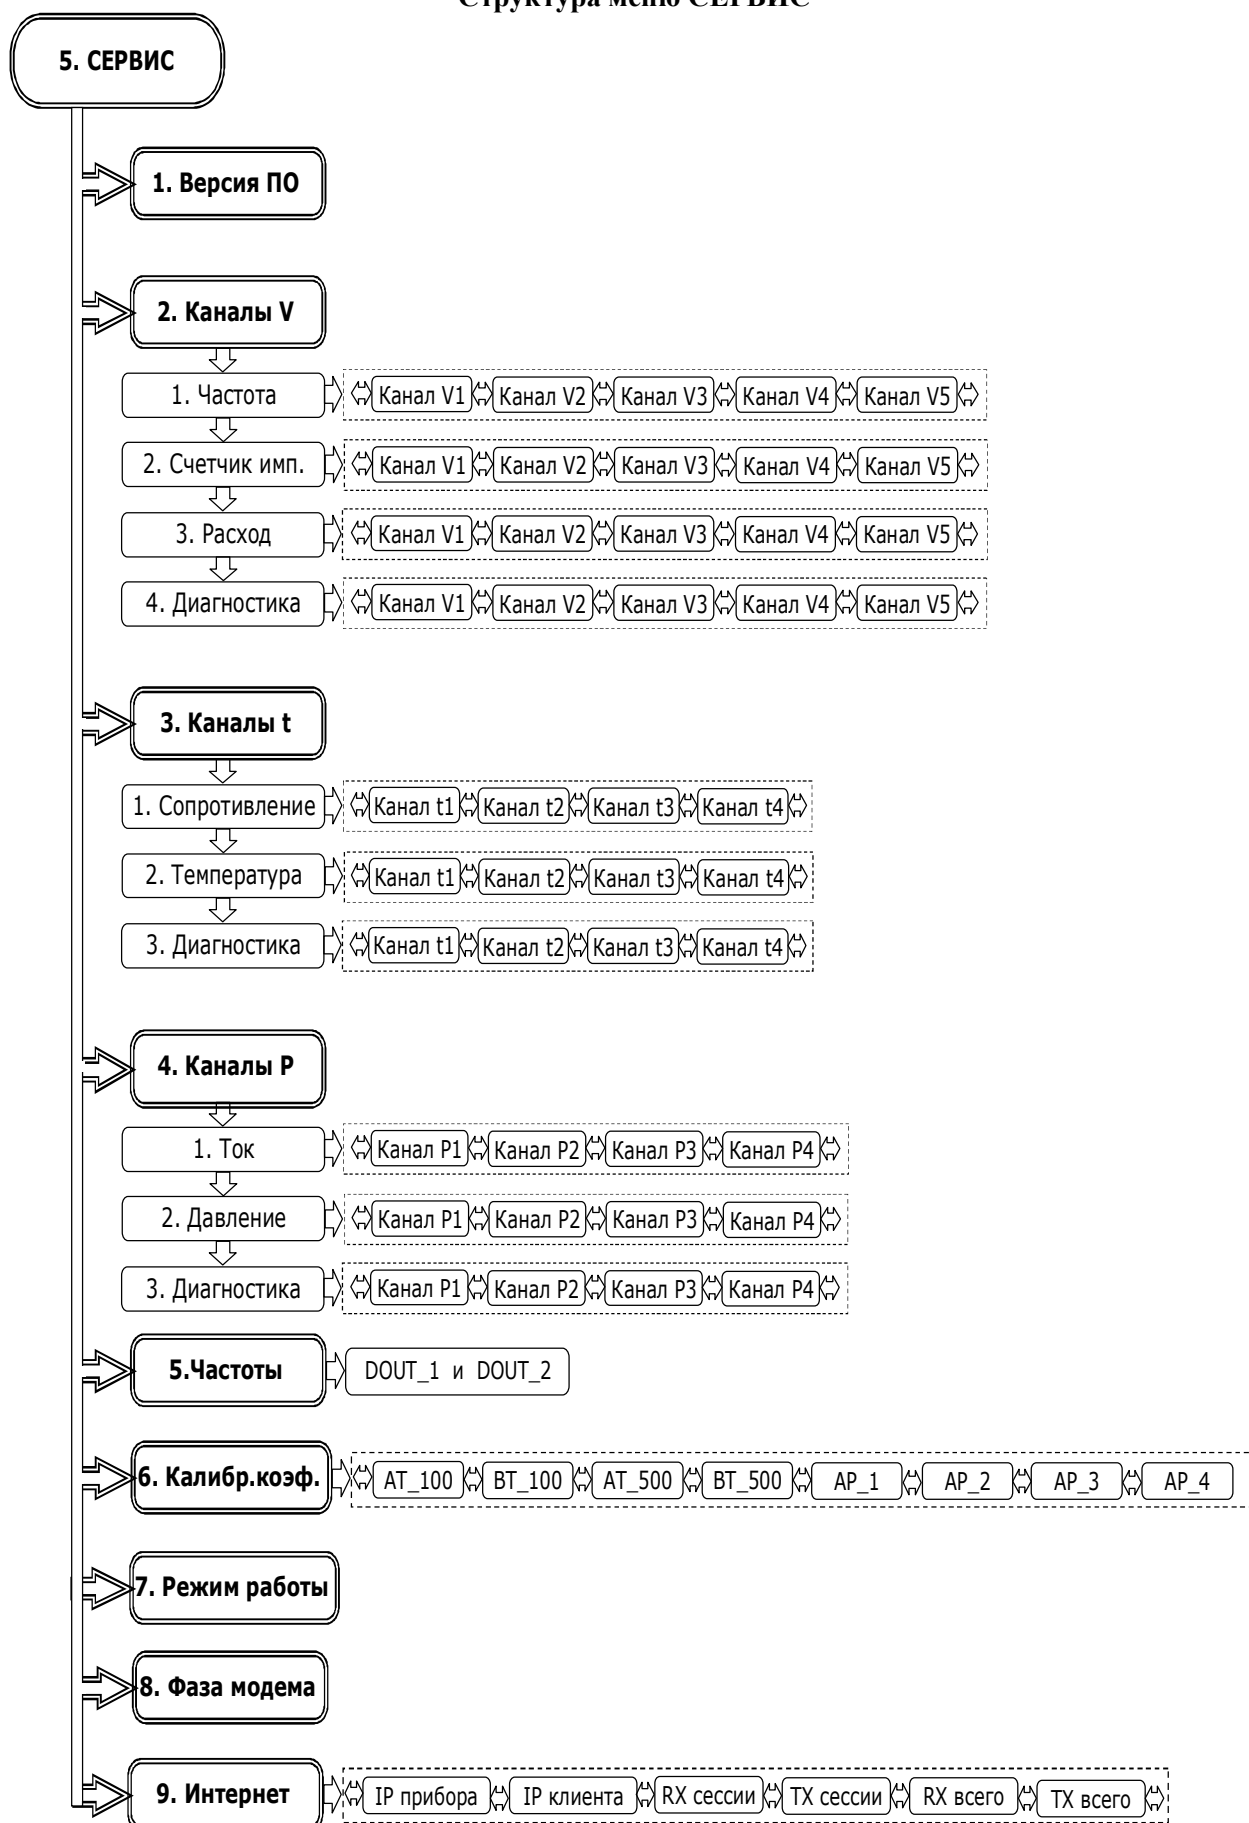 Структура меню СЕРВИС
5. СЕРВИС
1. Версия ПО
2. Каналы V
1. Частота Канал V1 Канал V2 Канал V3 Канал V4 Канал V5
2. Счетчик имп. Канал V1 Канал V2 Канал V3 Канал V4 Канал V5
3. Расход Канал V1 Канал V2 Канал V3 Канал V4 Канал V5
4. Диагностика Канал V1 Канал V2 Канал V3 Канал V4 Канал V5
3. Каналы t
1. Сопротивление Канал t1 Канал t2 Канал t3 Канал t4
2. Температура Канал t1 Канал t2 Канал t3 Канал t4
3. Диагностика Канал t1 Канал t2 Канал t3 Канал t4
4. Каналы P
1. Ток Канал P1 Канал P2 Канал P3 Канал P4
2. Давление Канал P1 Канал P2 Канал P3 Канал P4
3. Диагностика Канал P1 Канал P2 Канал P3 Канал P4
5.Частоты DOUT_1 и DOUT_2
6. Калибр.коэф. AT_100 BT_100 AT_500 BT_500 AP_1 AP_2 AP_3 AP_4
7. Режим работы
8. Фаза модема
9. Интернет IP прибора IP клиента RX сессии TX сессии RX всего TX всего